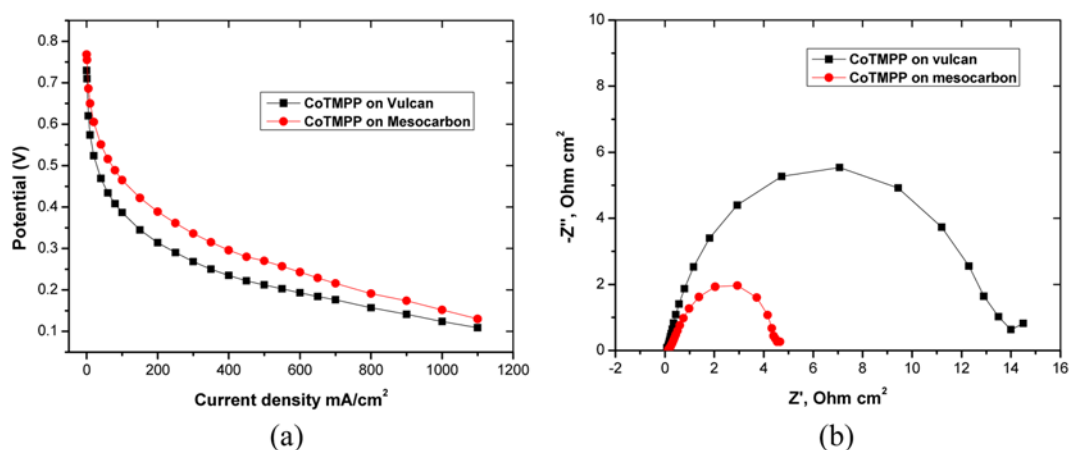 0.8
0.7
0.6
0.5
0.4
0.3
0.2
0.1
Potential (V)
CoTMPP on Vulcan
CoTMPP on Mesocarbon
0 200 400 600 800 1000 1200
Current density mA/cm²
(a)
10
8
6
4
2
0
-Z", Ohm cm²
CoTMPP on vulcan
CoTMPP on mesocarbon
-2 0 2 4 6 8 10 12 14 16
Z', Ohm cm²
(b)